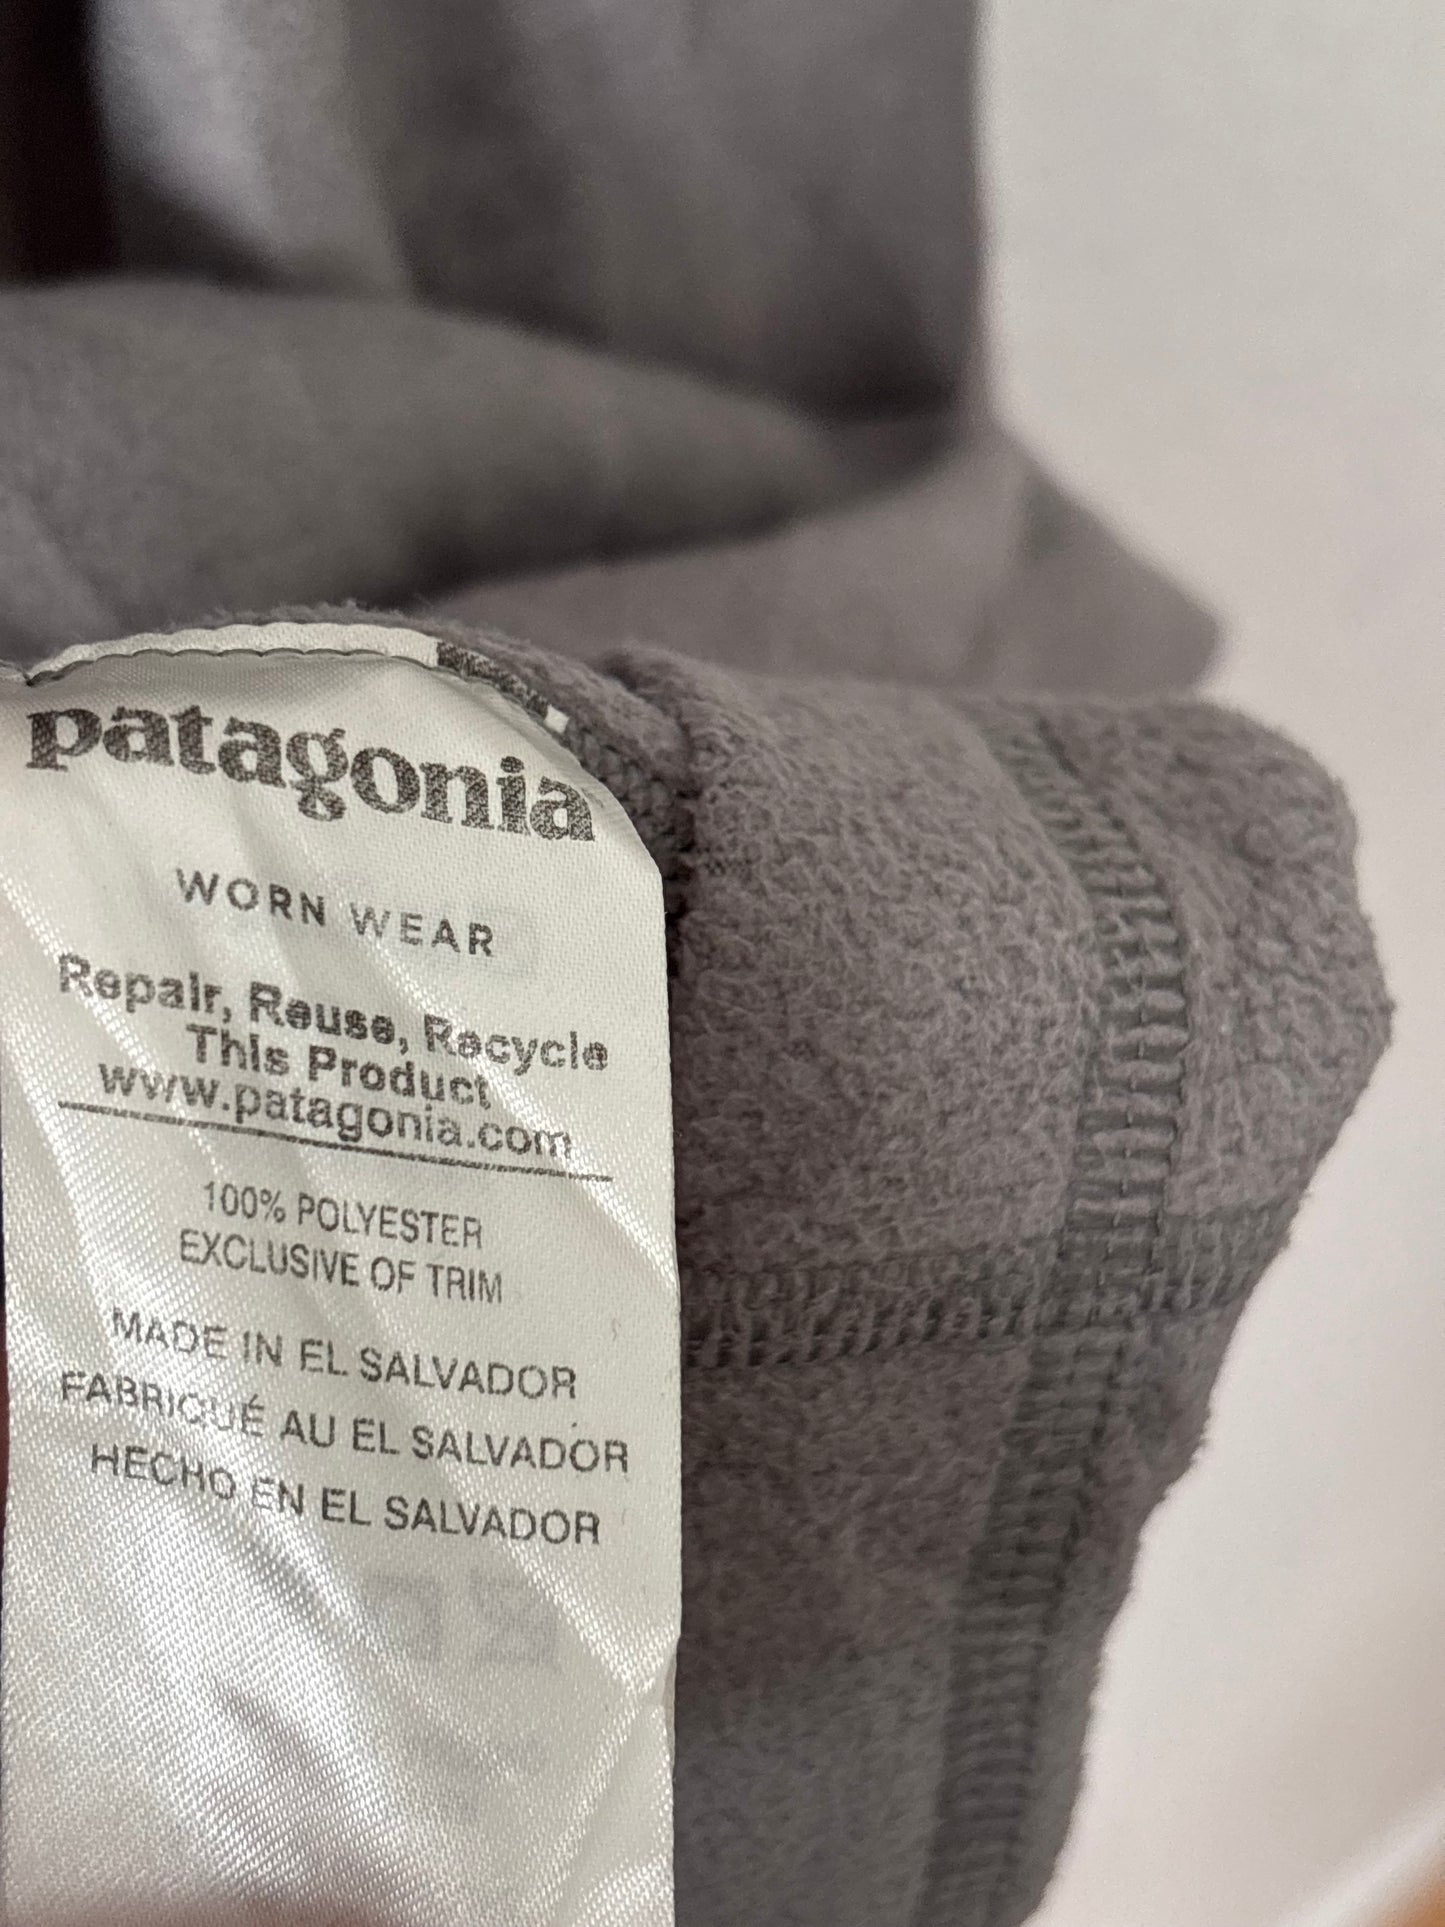 patagonia
WORN WEAR
Repair, Reuse, Recycle
This Product
www.patagonia.com
100% POLYESTER
EXCLUSIVE OF TRIM
MADE IN EL SALVADOR
FABRIQUÉ AU EL SALVADOR
HECHO EN EL SALVADOR